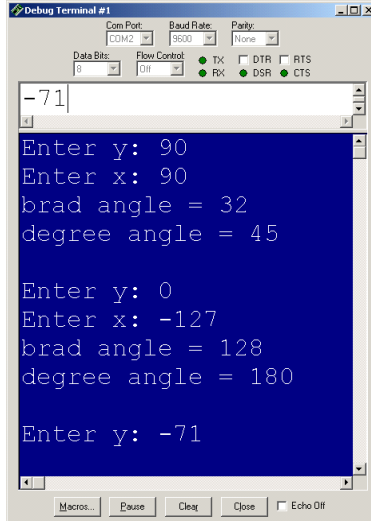 Debug Terminal #1
Com Port: Baud Rate: Parity:
COM2 9600 None
Data Bits: Flow Control: TX DTR RTS
8 Off RX DSR CTS
-71
Enter y: 90
Enter x: 90
brad angle = 32
degree angle = 45
Enter y: 0
Enter x: -127
brad angle = 128
degree angle = 180
Enter y: -71
Macros... Pause Clear Close Echo Off